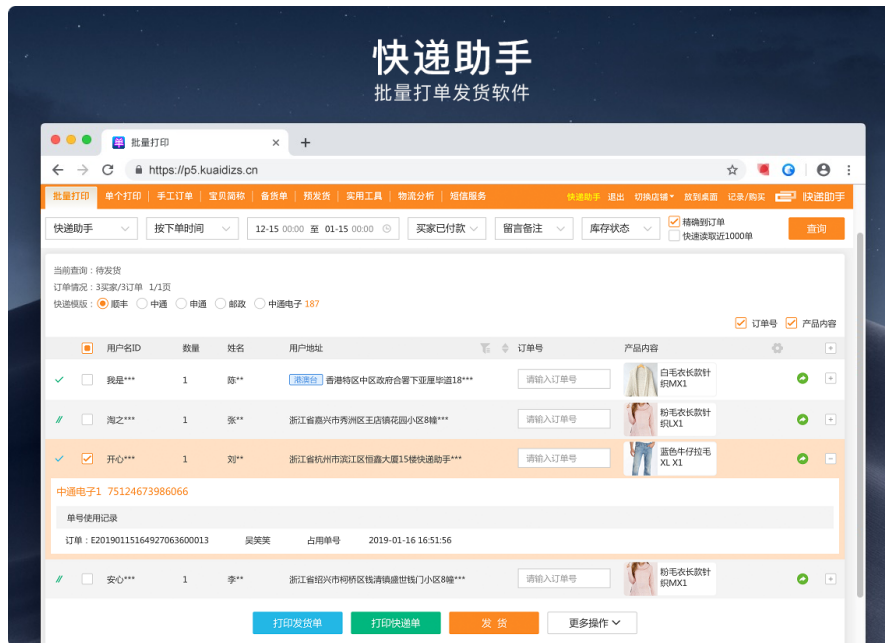 快递助手
批量打单发货软件
单 批量打印
https://p5.kuaidizs.cn
批量打印 单个打印 手工订单 宝贝简称 备货单 预发货 实用工具 物流分析 短信服务 快递助手 退出 切换店铺 放到桌面 记录/购买 快递助手
快递助手 按下单时间 12-15 00:00 至 01-15 00:00 买家已付款 留言备注 库存状态 精确到订单 查询
快速读取近1000单
当前查询：待发货
订单情况：3买家/3订单 1/1页
快递模版： 顺丰 中通 申通 邮政 中通电子 187
订单号 产品内容
用户名ID 数量 姓名 用户地址 订单号 产品内容
我是*** 1 陈** 港澳台 香港特区中区政府合署下亚厘毕道18*** 请输入订单号 白毛衣长款针
织MX1
淘之*** 1 张** 浙江省嘉兴市秀洲区王店镇花园小区8幢*** 请输入订单号 粉毛衣长款针
织LX1
开心*** 1 刘** 浙江省杭州市滨江区恒鑫大厦15楼快递助手*** 请输入订单号 蓝色牛仔拉毛
XL X1
中通电子1 75124673986066
单号使用记录
订单：E20190115164927063600013 吴笑笑 占用单号 2019-01-16 16:51:56
安心*** 1 李** 浙江省绍兴市柯桥区钱清镇盛世钱门小区8幢*** 请输入订单号 粉毛衣长款针
织MX1
打印发货单 打印快递单 发 货 更多操作